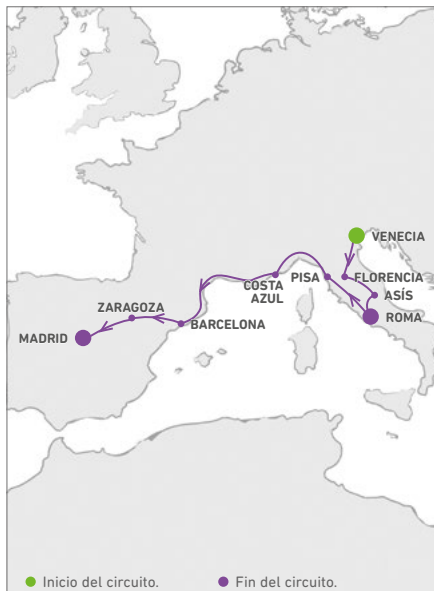 VENECIA
COSTA
AZUL
PISA
FLORENCIA
ASÍS
ZARAGOZA
BARCELONA
ROMA
MADRID
Inicio del circuito.
Fin del circuito.